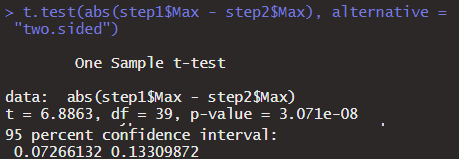 > t.test(abs(step1$Max - step2$Max), alternative =
"two.sided")
One Sample t-test
data:  abs(step1$Max - step2$Max)
t = 6.8863, df = 39, p-value = 3.071e-08
95 percent confidence interval:
0.07266132 0.13309872